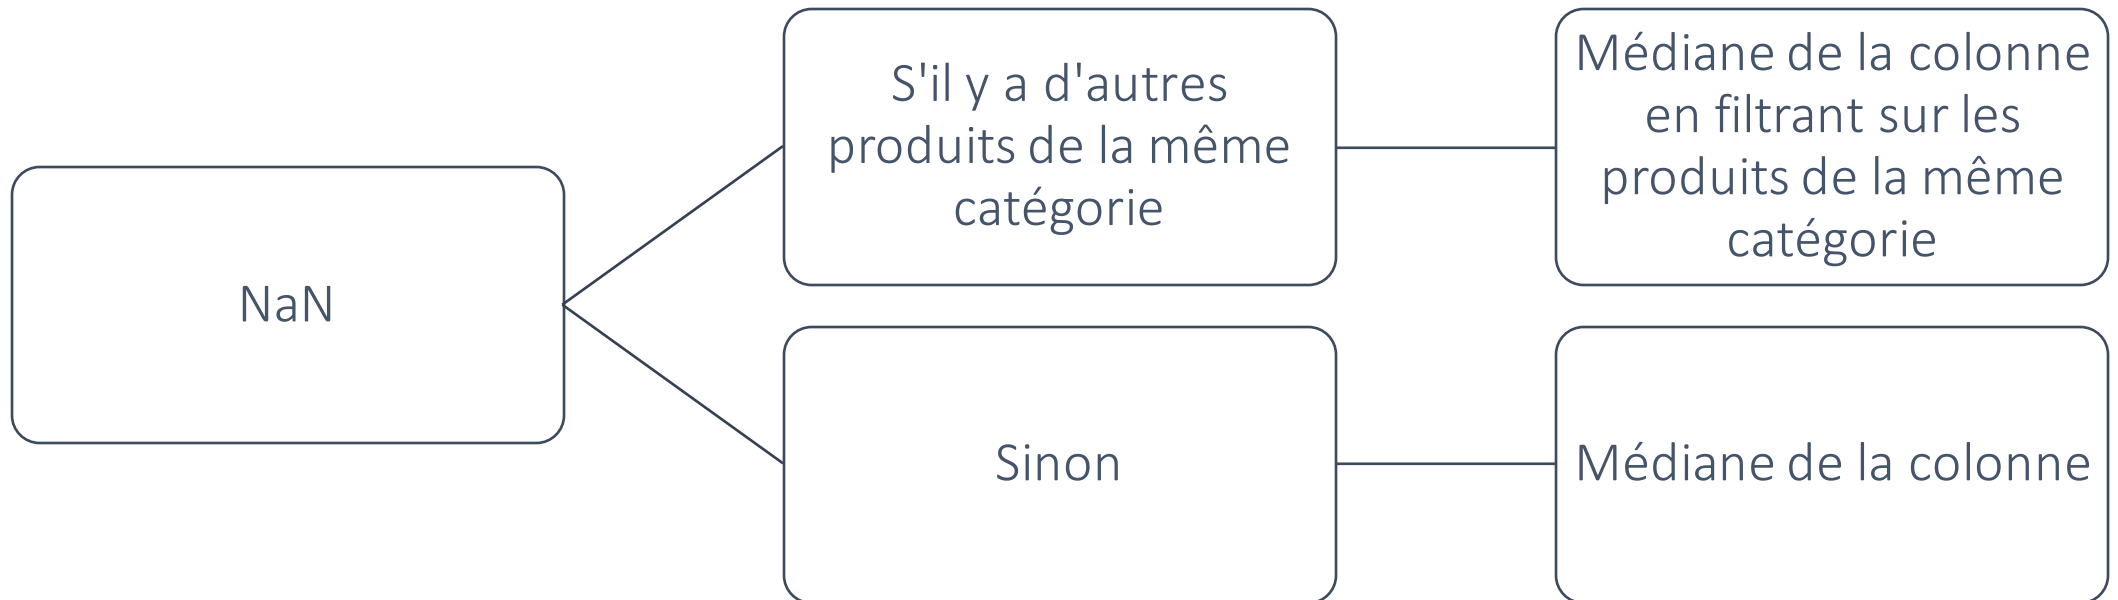 NaN
S'il y a d'autres
produits de la même
catégorie
Médiane de la colonne
en filtrant sur les
produits de la même
catégorie
Sinon
Médiane de la colonne